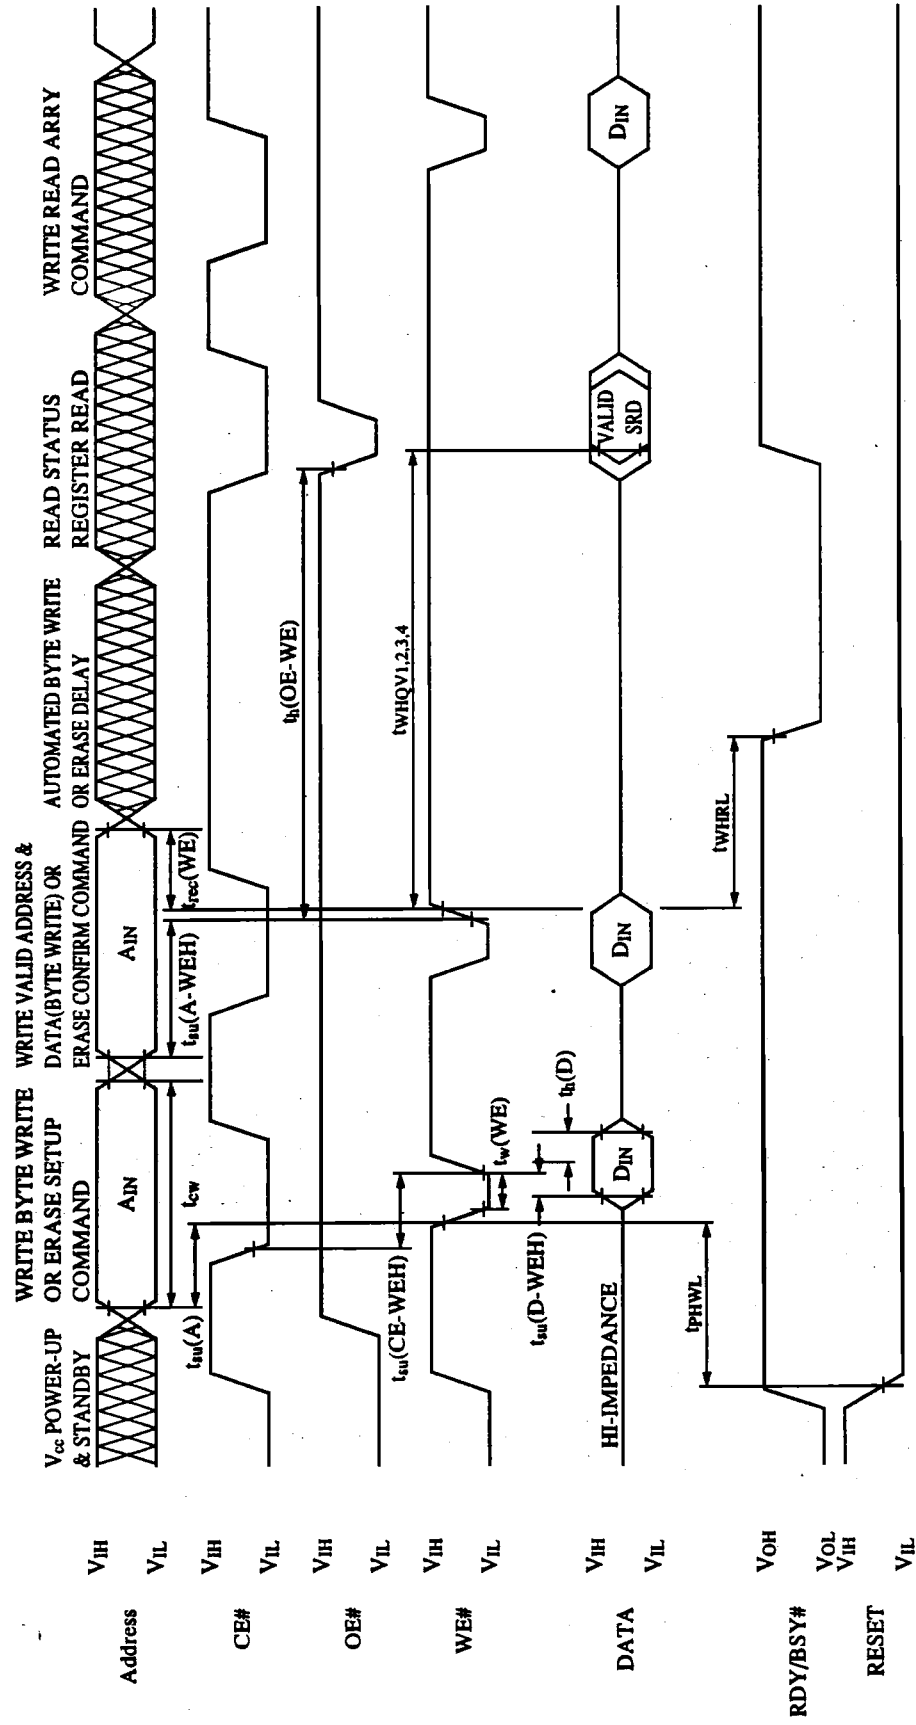 Vcc POWER-UP
& STANDBY
WRITE BYTE WRITE
OR ERASE SETUP
COMMAND
WRITE VALID ADDRESS &
DATA(BYTE WRITE) OR
ERASE CONFIRM COMMAND
AUTOMATED BYTE WRITE
OR ERASE DELAY
READ STATUS
REGISTER READ
WRITE READ ARRY
COMMAND
Address
VIH
VIL
AIN
AIN
tsu(A)
tcw
tsu(A-WEH)
trec(WE)
CE#
VIH
VIL
OE#
VIH
VIL
tsu(CE-WEH)
th(OE-WE)
WE#
VIH
VIL
tw(WE)
tWHQV1,2,3,4
tsu(D-WEH)
th(D)
DATA
VIH
VIL
HI-IMPEDANCE
DIN
DIN
VALID
SRD
DIN
tPHWL
tWHRL
RDY/BSY#
VOH
VOL
RESET
VIH
VIL